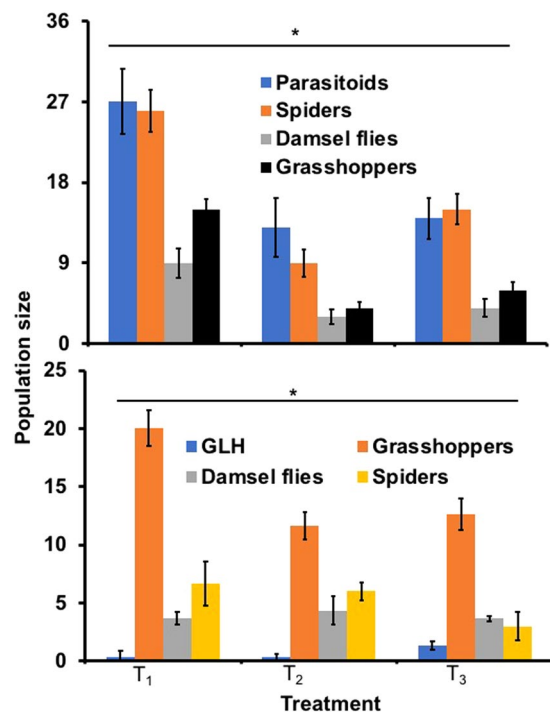 36
*
Parasitoids
27
Spiders
Damsel flies
18
Grasshoppers
9
0
Population size
25
*
20
GLH Grasshoppers
Damsel flies Spiders
15
10
5
0
T1 T2 T3
Treatment